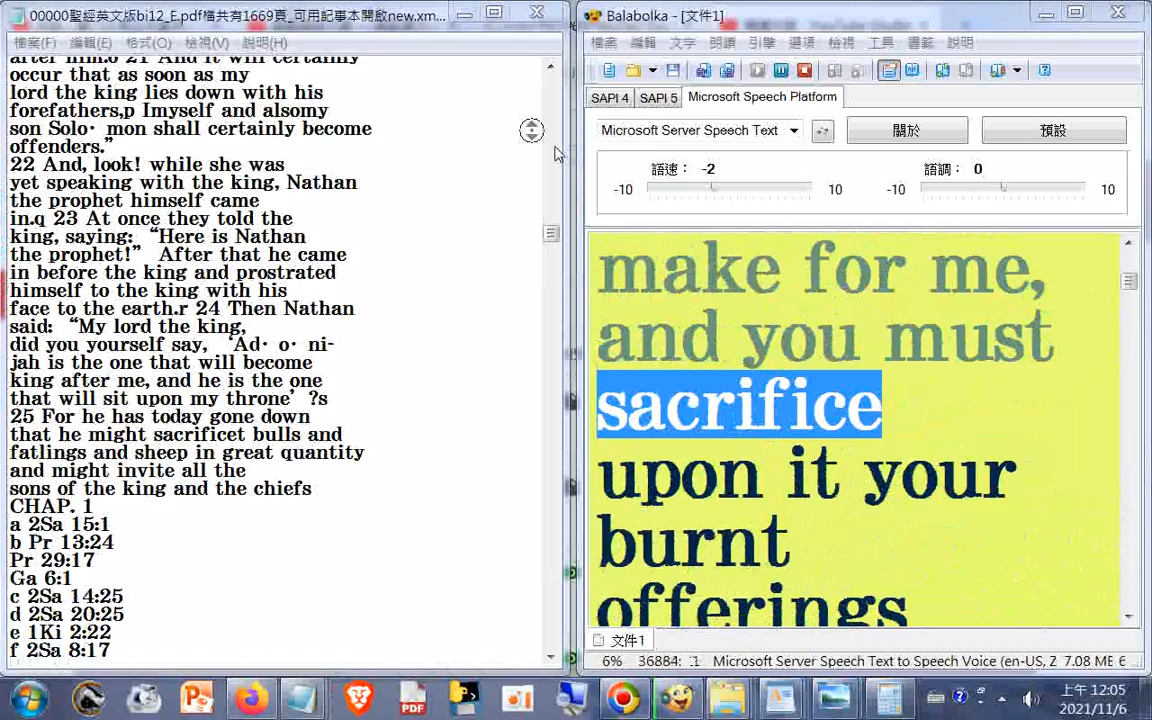 00000聖經英文版bi12_E.pdf檔共有1669頁_可用記事本開啟new.xm...
檔案(F) 編輯(E) 格式(O) 檢視(V) 說明(H)
after him.o 21 And it will certainly
occur that as soon as my
lord the king lies down with his
forefathers,p Imyself and alsomy
son Solo·mon shall certainly become
offenders.”
22 And, look! while she was
yet speaking with the king, Nathan
the prophet himself came
in.q 23 At once they told the
king, saying: “Here is Nathan
the prophet!” After that he came
in before the king and prostrated
himself to the king with his
face to the earth.r 24 Then Nathan
said: “My lord the king,
did you yourself say, ‘Ad·o·ni-
jah is the one that will become
king after me, and he is the one
that will sit upon my throne’?s
25 For he has today gone down
that he might sacrificet bulls and
fatlings and sheep in great quantity
and might invite all the
sons of the king and the chiefs
CHAP. 1
a 2Sa 15:1
b Pr 13:24
Pr 29:17
Ga 6:1
c 2Sa 14:25
d 2Sa 20:25
e 1Ki 2:22
f 2Sa 8:17
Balabolka - [文件1]
檔案 編輯 文字 朗讀 引擎 選項 檢視 工具 書籤 說明
SAPI 4 SAPI 5 Microsoft Speech Platform
Microsoft Server Speech Text 關於 預設
語速： -2 語調： 0
-10 10 -10 10
make for me,
and you must
sacrifice
upon it your
burnt
offerings
文件1
6% 36884: 1 Microsoft Server Speech Text to Speech Voice (en-US, Z 7.08 MB 6
PDF
上午 12:05
2021/11/6